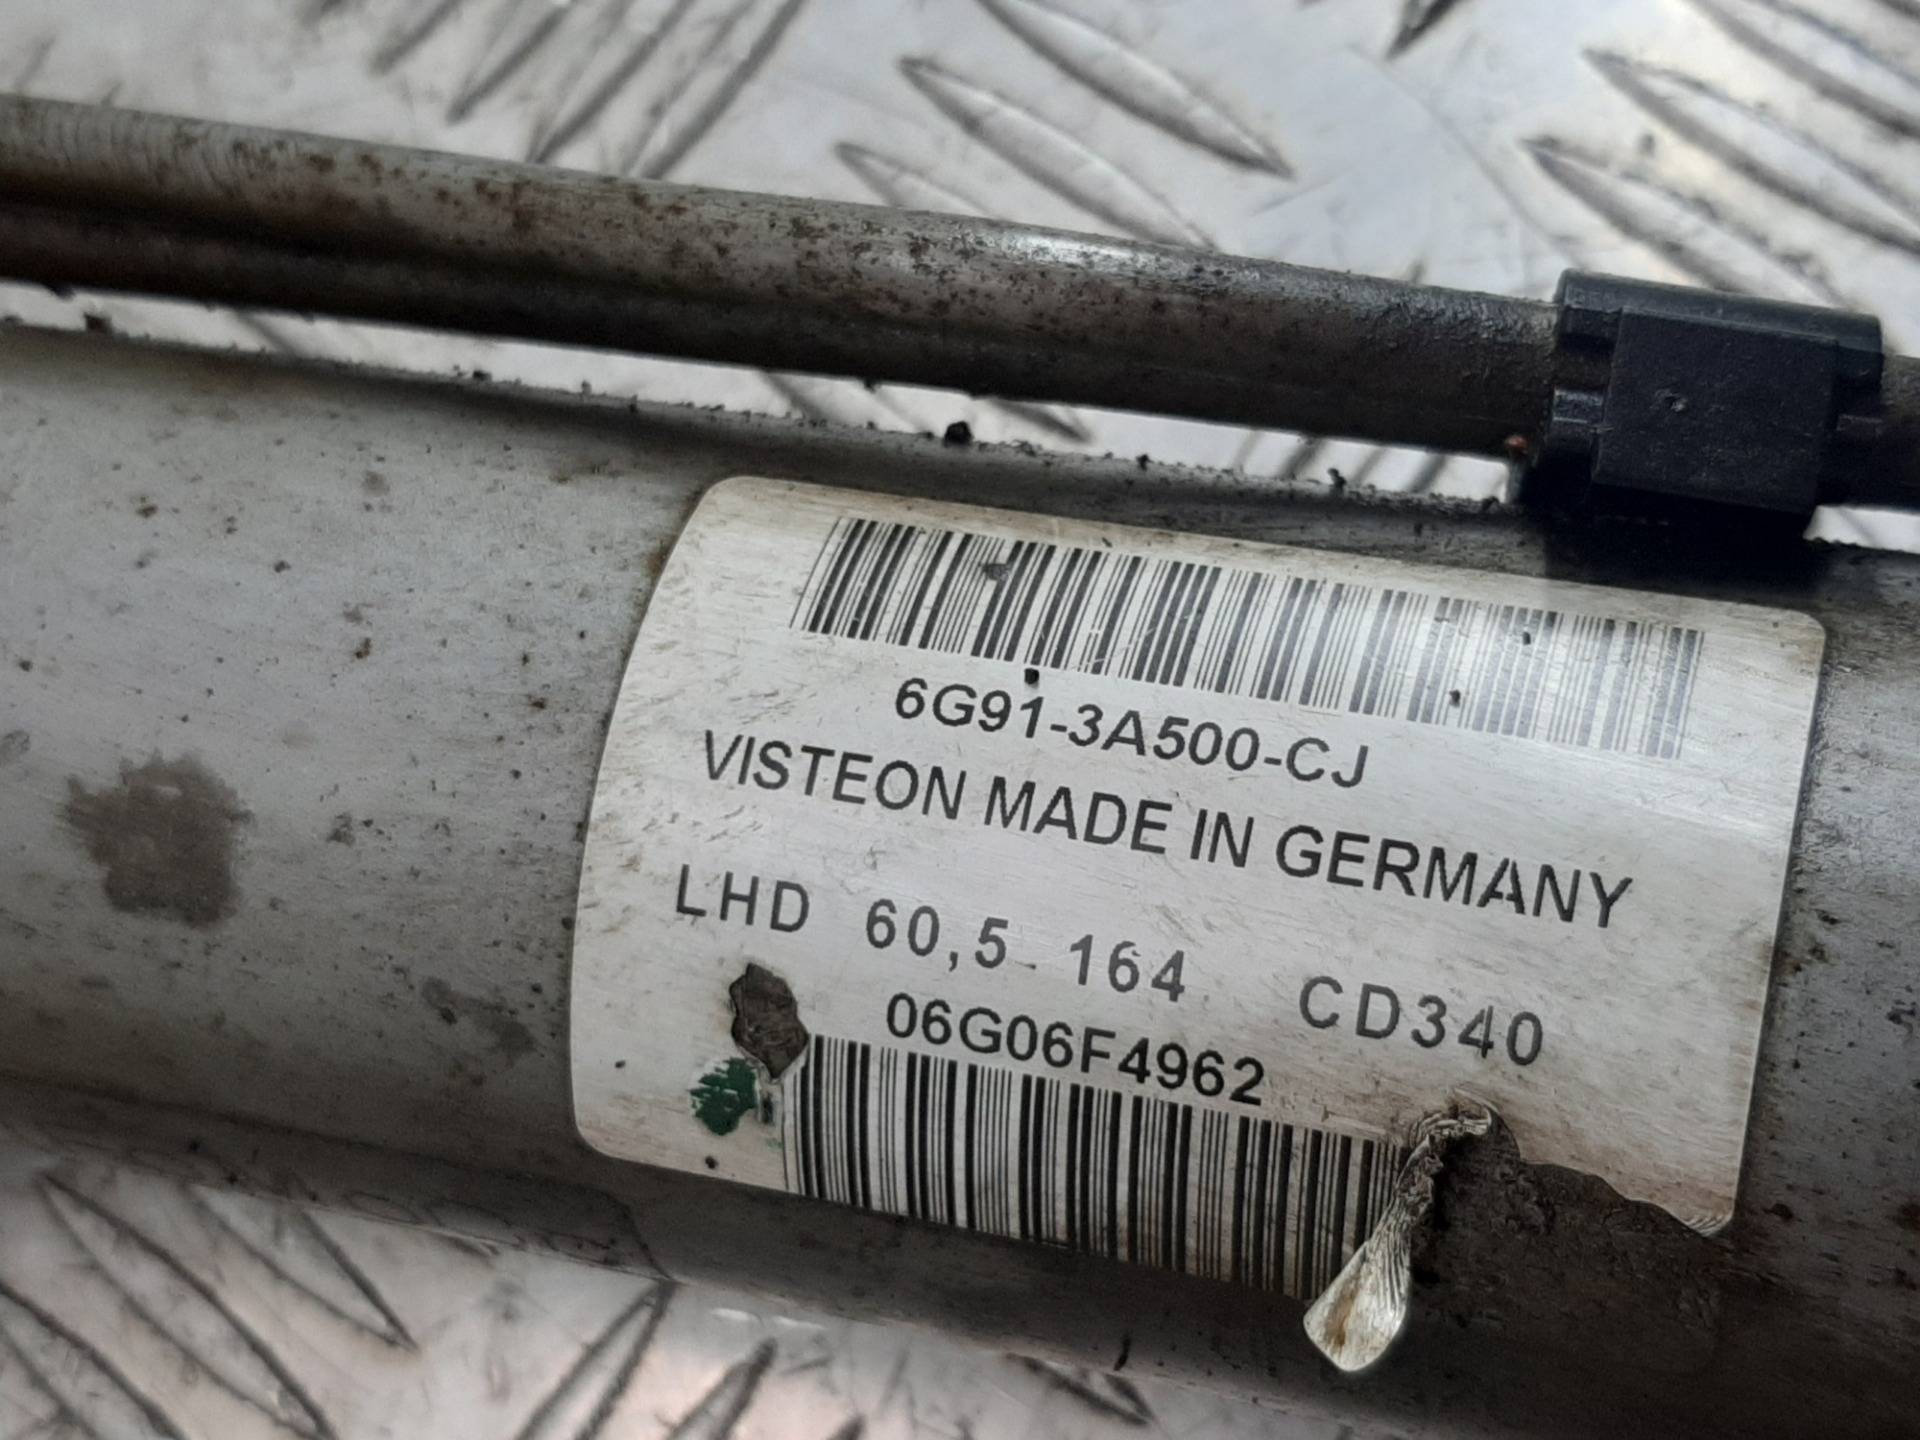 6G91-3A500-CJ
VISTEON MADE IN GERMANY
LHD 60,5 164 CD340
06G06F4962